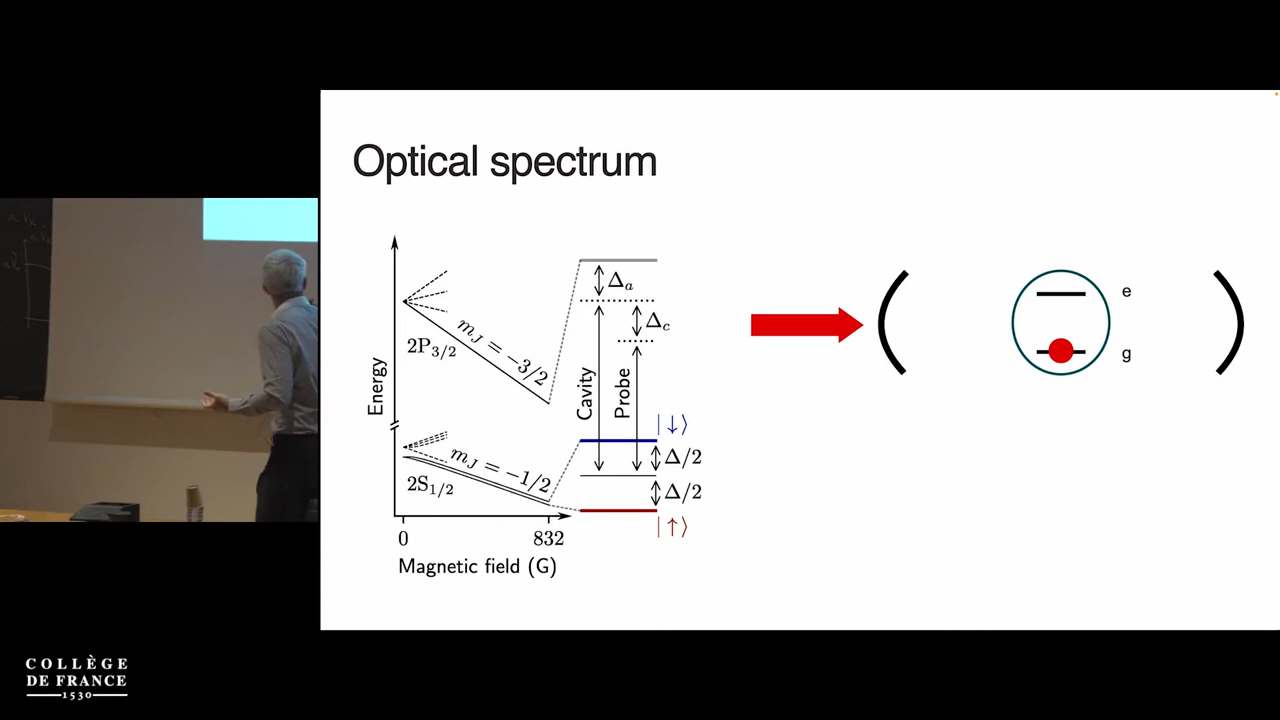 Optical spectrum
Energy
2P3/2
mJ = −3/2
2S1/2
mJ = −1/2
0
832
Magnetic field (G)
Δa
Δc
Cavity
Probe
|↓⟩
Δ/2
Δ/2
|↑⟩
e
g
COLLÈGE
DE FRANCE
1530